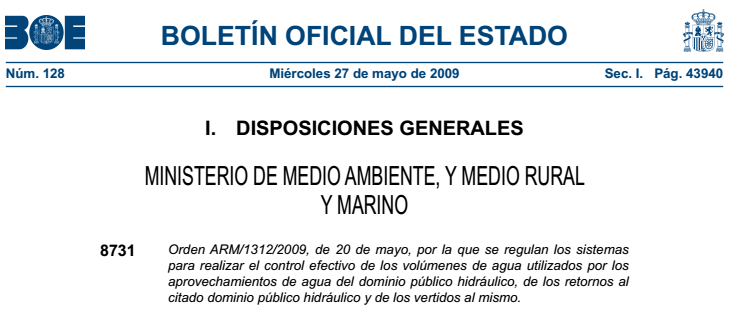 BOE
BOLETÍN OFICIAL DEL ESTADO
Núm. 128 Miércoles 27 de mayo de 2009 Sec. I. Pág. 43940
I. DISPOSICIONES GENERALES
MINISTERIO DE MEDIO AMBIENTE, Y MEDIO RURAL
Y MARINO
8731 Orden ARM/1312/2009, de 20 de mayo, por la que se regulan los sistemas
para realizar el control efectivo de los volúmenes de agua utilizados por los
aprovechamientos de agua del dominio público hidráulico, de los retornos al
citado dominio público hidráulico y de los vertidos al mismo.